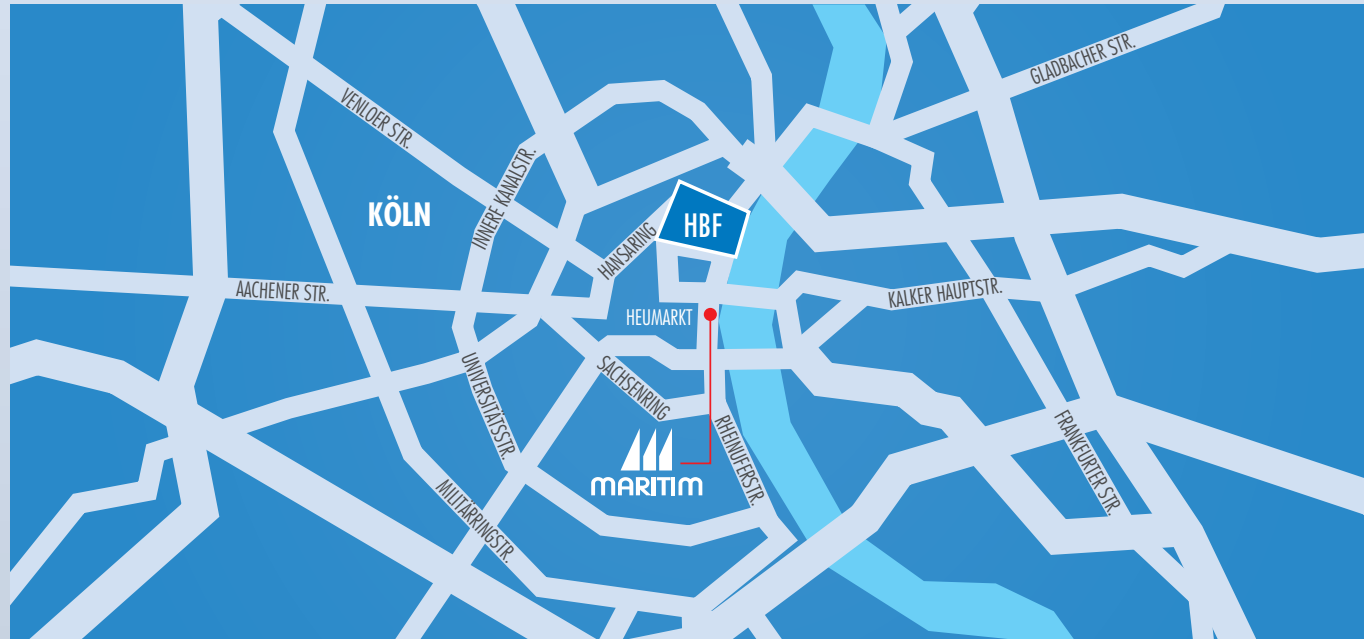 GLADBACHER STR.
VENLOER STR.
INNERE KANALSTR.
KÖLN
HBF
HANSARING
AACHENER STR.
KALKER HAUPTSTR.
HEUMARKT
UNIVERSITÄTSSTR.
SACHSENRING
RHEINUFERSTR.
FRANKFURTER STR.
MARITIM
MILITÄRRINGSTR.